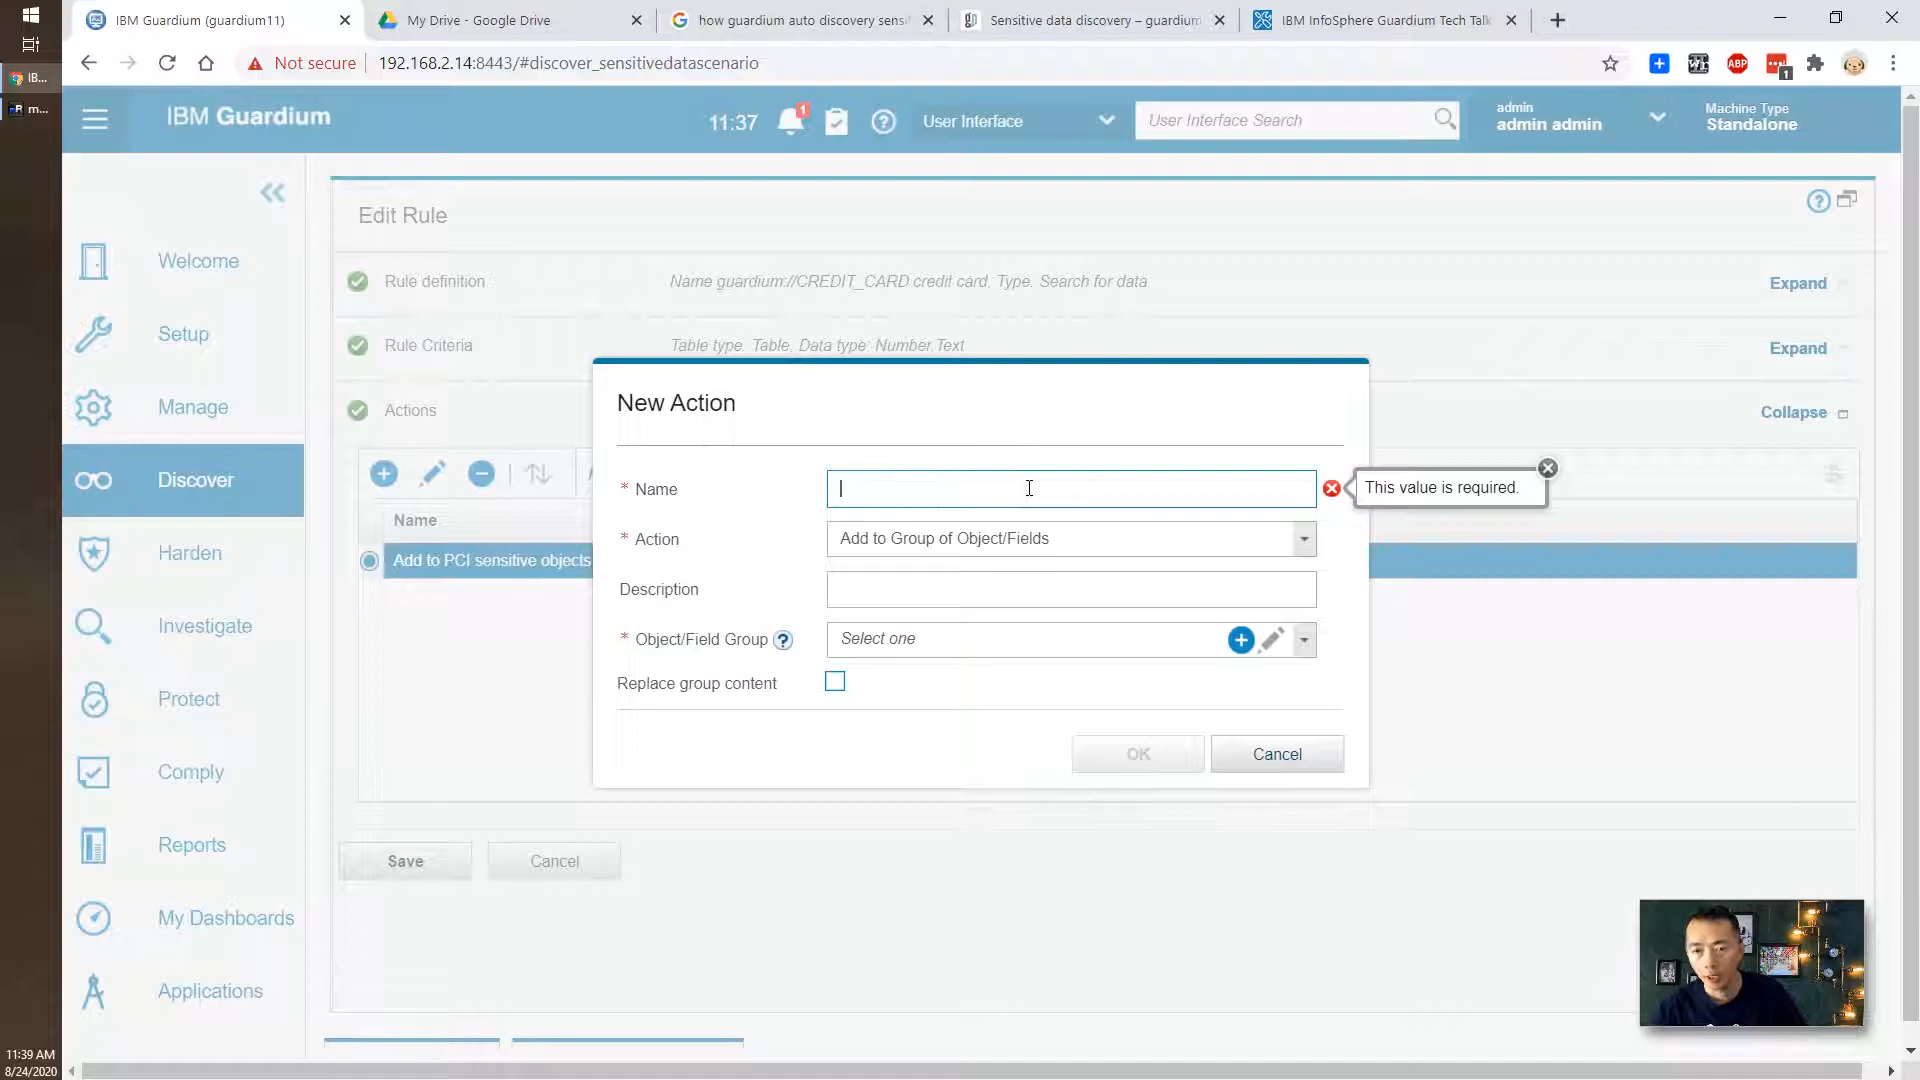 IBM Guardium (guardium11)
My Drive - Google Drive
how guardium auto discovery sensi
Sensitive data discovery – guardium
IBM InfoSphere Guardium Tech Talk
IB...
m...
Not secure
192.168.2.14:8443/#discover_sensitivedatascenario
ABP
1
IBM Guardium
11:37
1
User Interface
User Interface Search
admin
admin admin
Machine Type
Standalone
Welcome
Setup
Manage
Discover
Harden
Investigate
Protect
Comply
Reports
My Dashboards
Applications
Edit Rule
Rule definition
Name guardium://CREDIT_CARD credit card, Type. Search for data
Expand
Rule Criteria
Table type Table, Data type: Number,Text
Expand
Actions
Collapse
Name
Add to PCI sensitive objects
New Action
* Name
This value is required.
* Action
Add to Group of Object/Fields
Description
* Object/Field Group
Select one
Replace group content
OK
Cancel
Save
Cancel
11:39 AM
8/24/2020